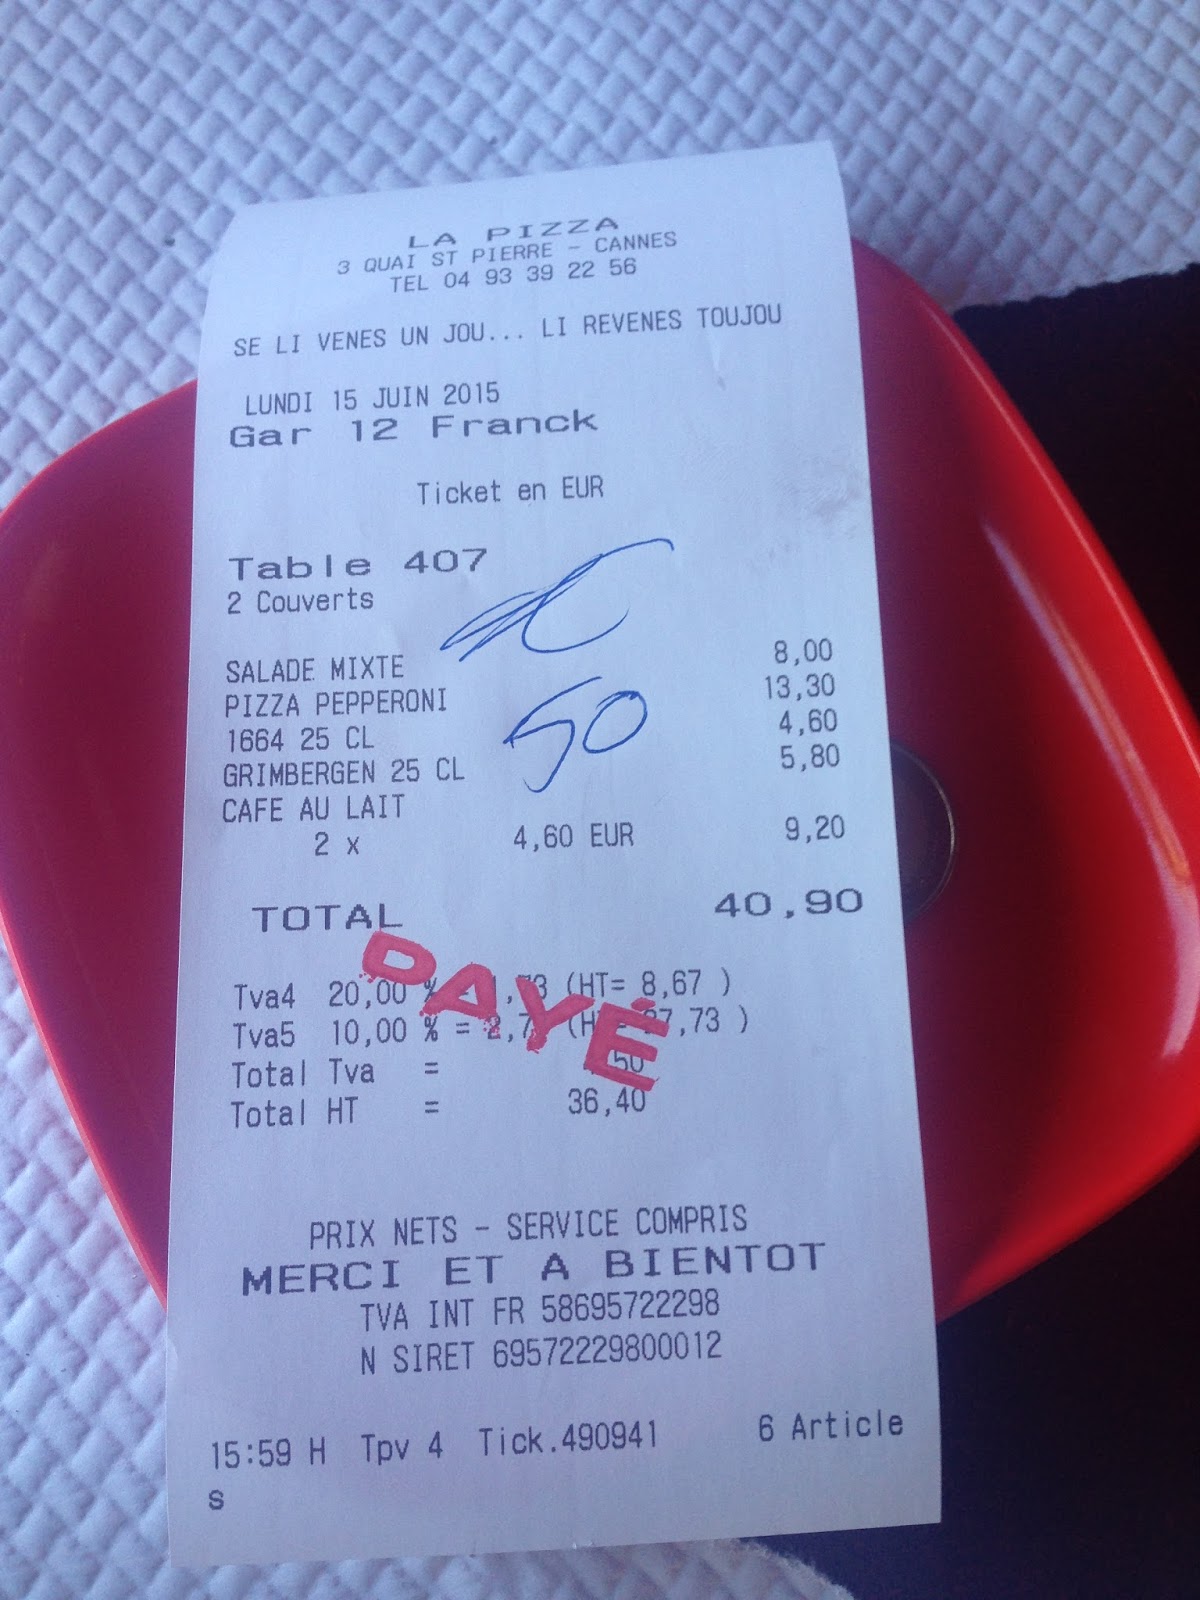 LA PIZZA
3 QUAI ST PIERRE - CANNES
TEL 04 93 39 22 56
SE LI VENES UN JOU... LI REVENES TOUJOU
LUNDI 15 JUIN 2015
Gar 12 Franck
Ticket en EUR
Table 407
2 Couverts
SALADE MIXTE 8,00
PIZZA PEPPERONI 13,30
50
1664 25 CL 4,60
GRIMBERGEN 25 CL 5,80
CAFE AU LAIT
2 x 4,60 EUR 9,20
TOTAL 40,90
PAYÉ
Tva4 20,00 % (HT= 8,67 )
Tva5 10,00 % =
Total Tva =
Total HT = 36,40
PRIX NETS - SERVICE COMPRIS
MERCI ET A BIENTOT
TVA INT FR 58695722298
N SIRET 69572229800012
15:59 H Tpv 4 Tick.490941 6 Article
s